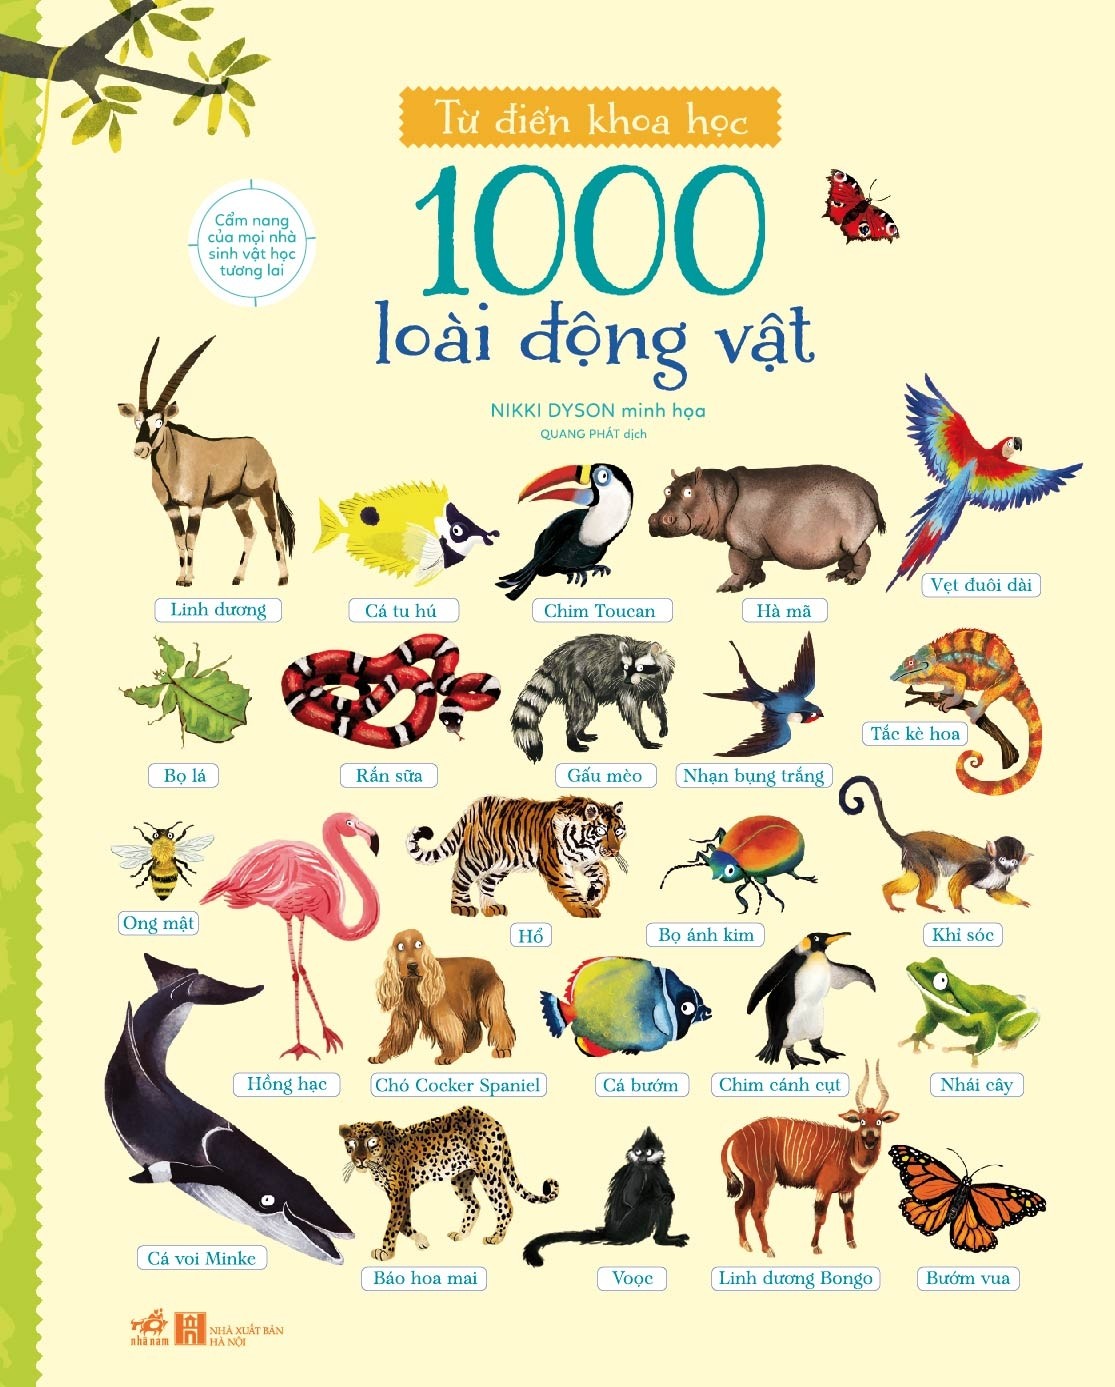 Từ điển khoa học
1000
loài động vật
Cẩm nang
của mọi nhà
sinh vật học
tương lai
NIKKI DYSON minh họa
QUANG PHÁT dịch
Linh dương
Cá tu hú
Chim Toucan
Hà mã
Vẹt đuôi dài
Bọ lá
Rắn sữa
Gấu mèo
Nhạn bụng trắng
Tắc kè hoa
Ong mật
Hổ
Bọ ánh kim
Khỉ sóc
Hồng hạc
Chó Cocker Spaniel
Cá bướm
Chim cánh cụt
Nhái cây
Cá voi Minke
Báo hoa mai
Voọc
Linh dương Bongo
Bướm vua
nhã nam
NHÀ XUẤT BẢN
HÀ NỘI